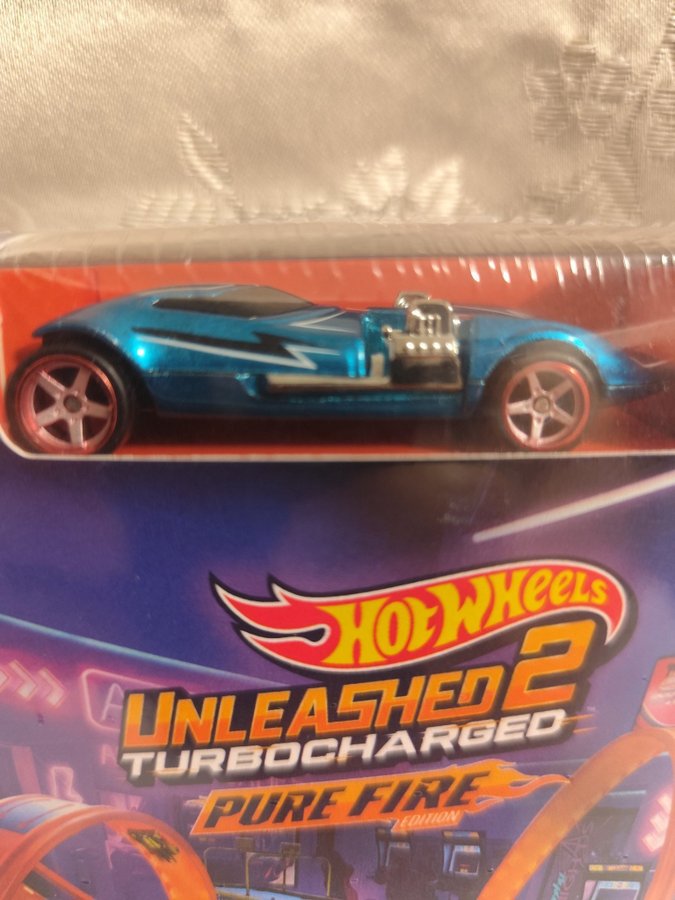 HOT WHEELS
UNLEASHED 2
TURBOCHARGED
PURE FIRE
EDITION